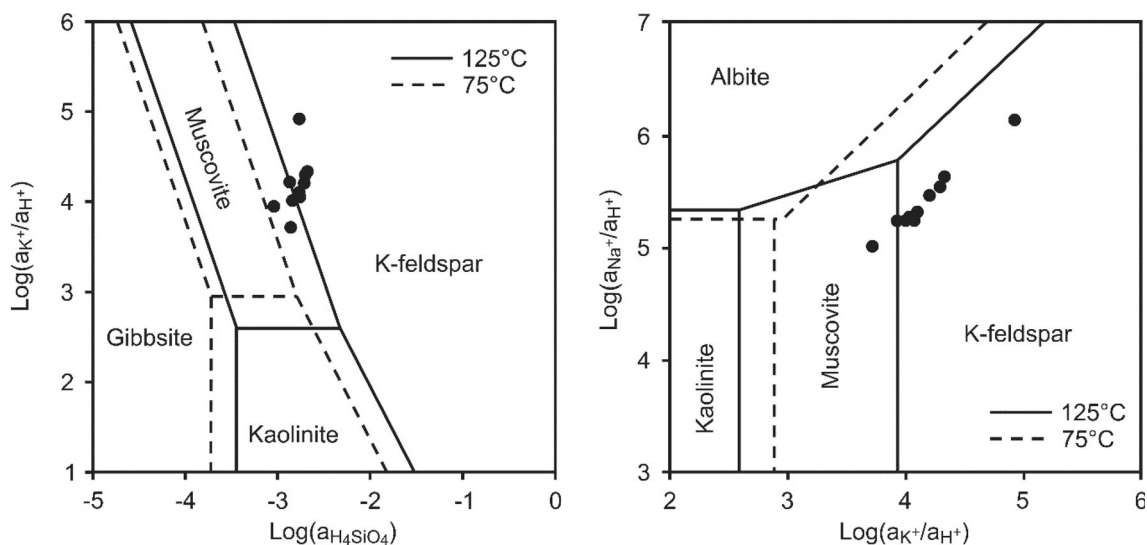 6
5
4
3
2
1
-5
-4
-3
-2
-1
0
Log(aK⁺/aH⁺)
Log(aH₄SiO₄)
125°C
75°C
Muscovite
K-feldspar
Gibbsite
Kaolinite
7
6
5
4
3
2
3
4
5
6
Log(aNa⁺/aH⁺)
Log(aK⁺/aH⁺)
Albite
Kaolinite
Muscovite
K-feldspar
125°C
75°C